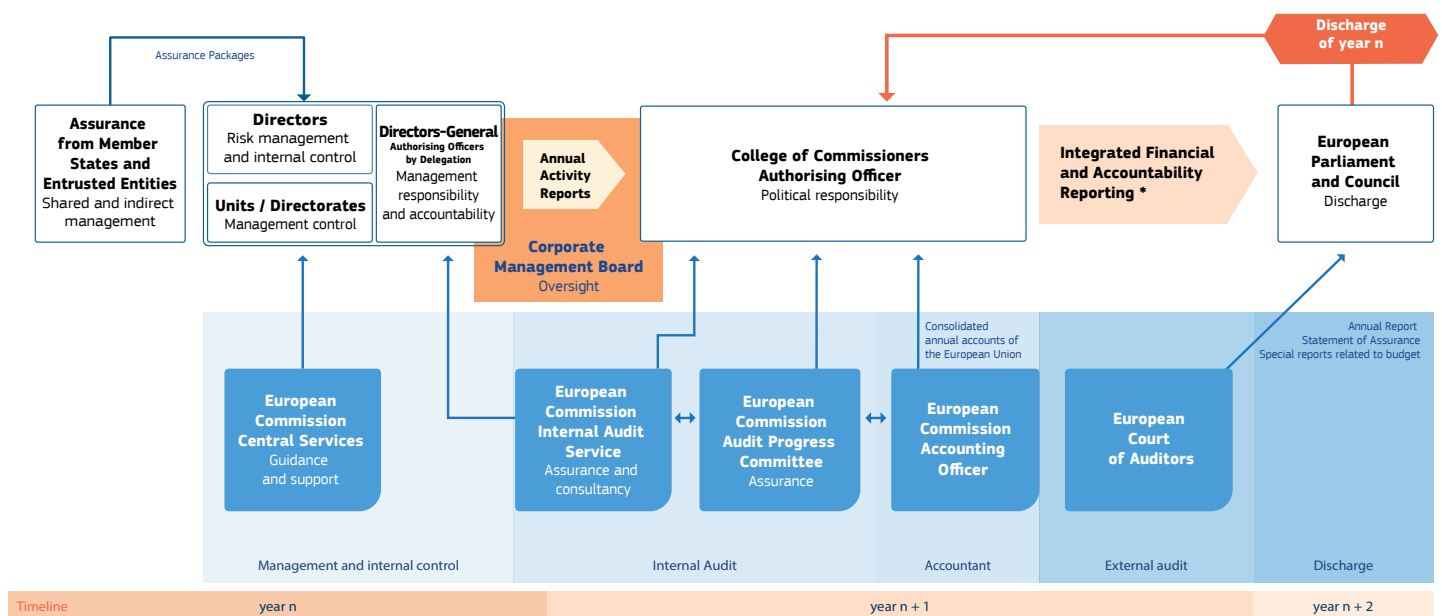 Discharge
of year n
Assurance Packages
Assurance
from Member
States and
Entrusted Entities
Shared and indirect
management
Directors
Risk management
and internal control
Units / Directorates
Management control
Directors-General
Authorising Officers
by Delegation
Management
responsibility
and accountability
Annual
Activity
Reports
Corporate
Management Board
Oversight
College of Commissioners
Authorising Officer
Political responsibility
Integrated Financial
and Accountability
Reporting *
European
Parliament
and Council
Discharge
Consolidated
annual accounts of
the European Union
Annual Report
Statement of Assurance
Special reports related to budget
European
Commission
Central Services
Guidance
and support
European
Commission
Internal Audit
Service
Assurance and
consultancy
European
Commission
Audit Progress
Committee
Assurance
European
Commission
Accounting
Officer
European
Court
of Auditors
Management and internal control
Internal Audit
Accountant
External audit
Discharge
Timeline
year n
year n + 1
year n + 2